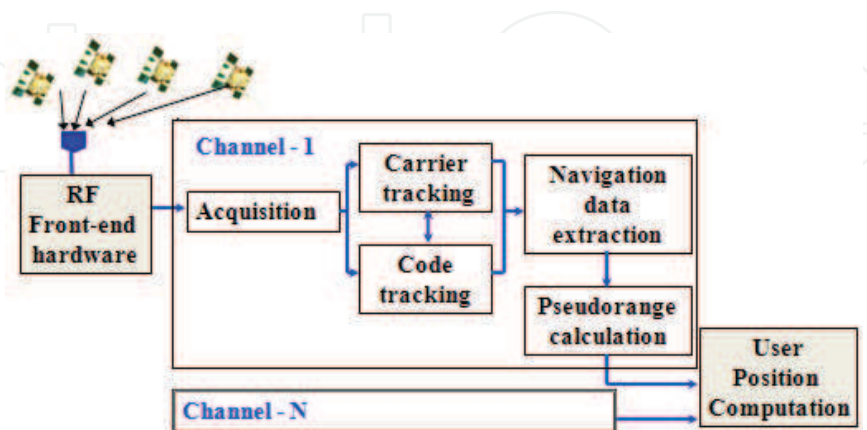 Channel - 1
RF
Front-end
hardware
Acquisition
Carrier
tracking
Code
tracking
Navigation
data
extraction
Pseudorange
calculation
User
Position
Computation
Channel - N